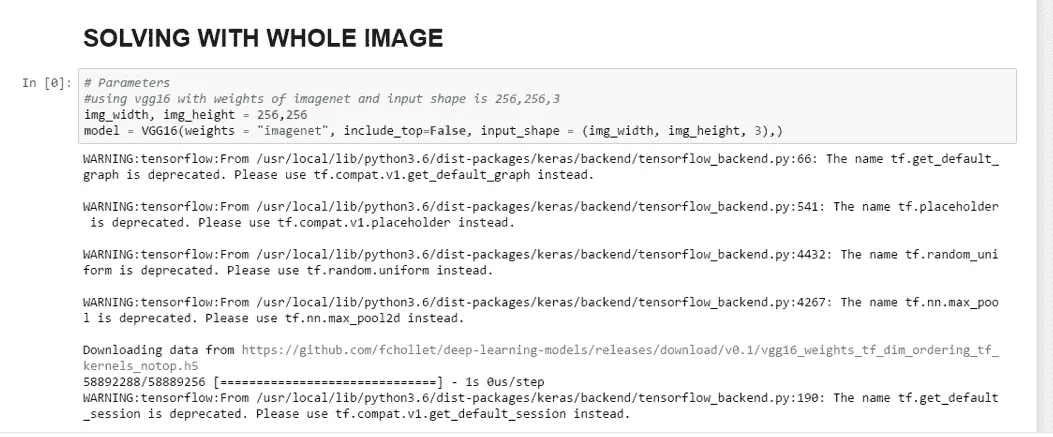 SOLVING WITH WHOLE IMAGE
In [0]: # Parameters
#using vgg16 with weights of imagenet and input shape is 256,256,3
img_width, img_height = 256,256
model = VGG16(weights = "imagenet", include_top=False, input_shape = (img_width, img_height, 3),)
WARNING:tensorflow:From /usr/local/lib/python3.6/dist-packages/keras/backend/tensorflow_backend.py:66: The name tf.get_default_
graph is deprecated. Please use tf.compat.v1.get_default_graph instead.
WARNING:tensorflow:From /usr/local/lib/python3.6/dist-packages/keras/backend/tensorflow_backend.py:541: The name tf.placeholder
is deprecated. Please use tf.compat.v1.placeholder instead.
WARNING:tensorflow:From /usr/local/lib/python3.6/dist-packages/keras/backend/tensorflow_backend.py:4432: The name tf.random_uni
form is deprecated. Please use tf.random.uniform instead.
WARNING:tensorflow:From /usr/local/lib/python3.6/dist-packages/keras/backend/tensorflow_backend.py:4267: The name tf.nn.max_poo
l is deprecated. Please use tf.nn.max_pool2d instead.
Downloading data from https://github.com/fchollet/deep-learning-models/releases/download/v0.1/vgg16_weights_tf_dim_ordering_tf_
kernels_notop.h5
58892288/58889256 [==============================] - 1s 0us/step
WARNING:tensorflow:From /usr/local/lib/python3.6/dist-packages/keras/backend/tensorflow_backend.py:190: The name tf.get_default
_session is deprecated. Please use tf.compat.v1.get_default_session instead.